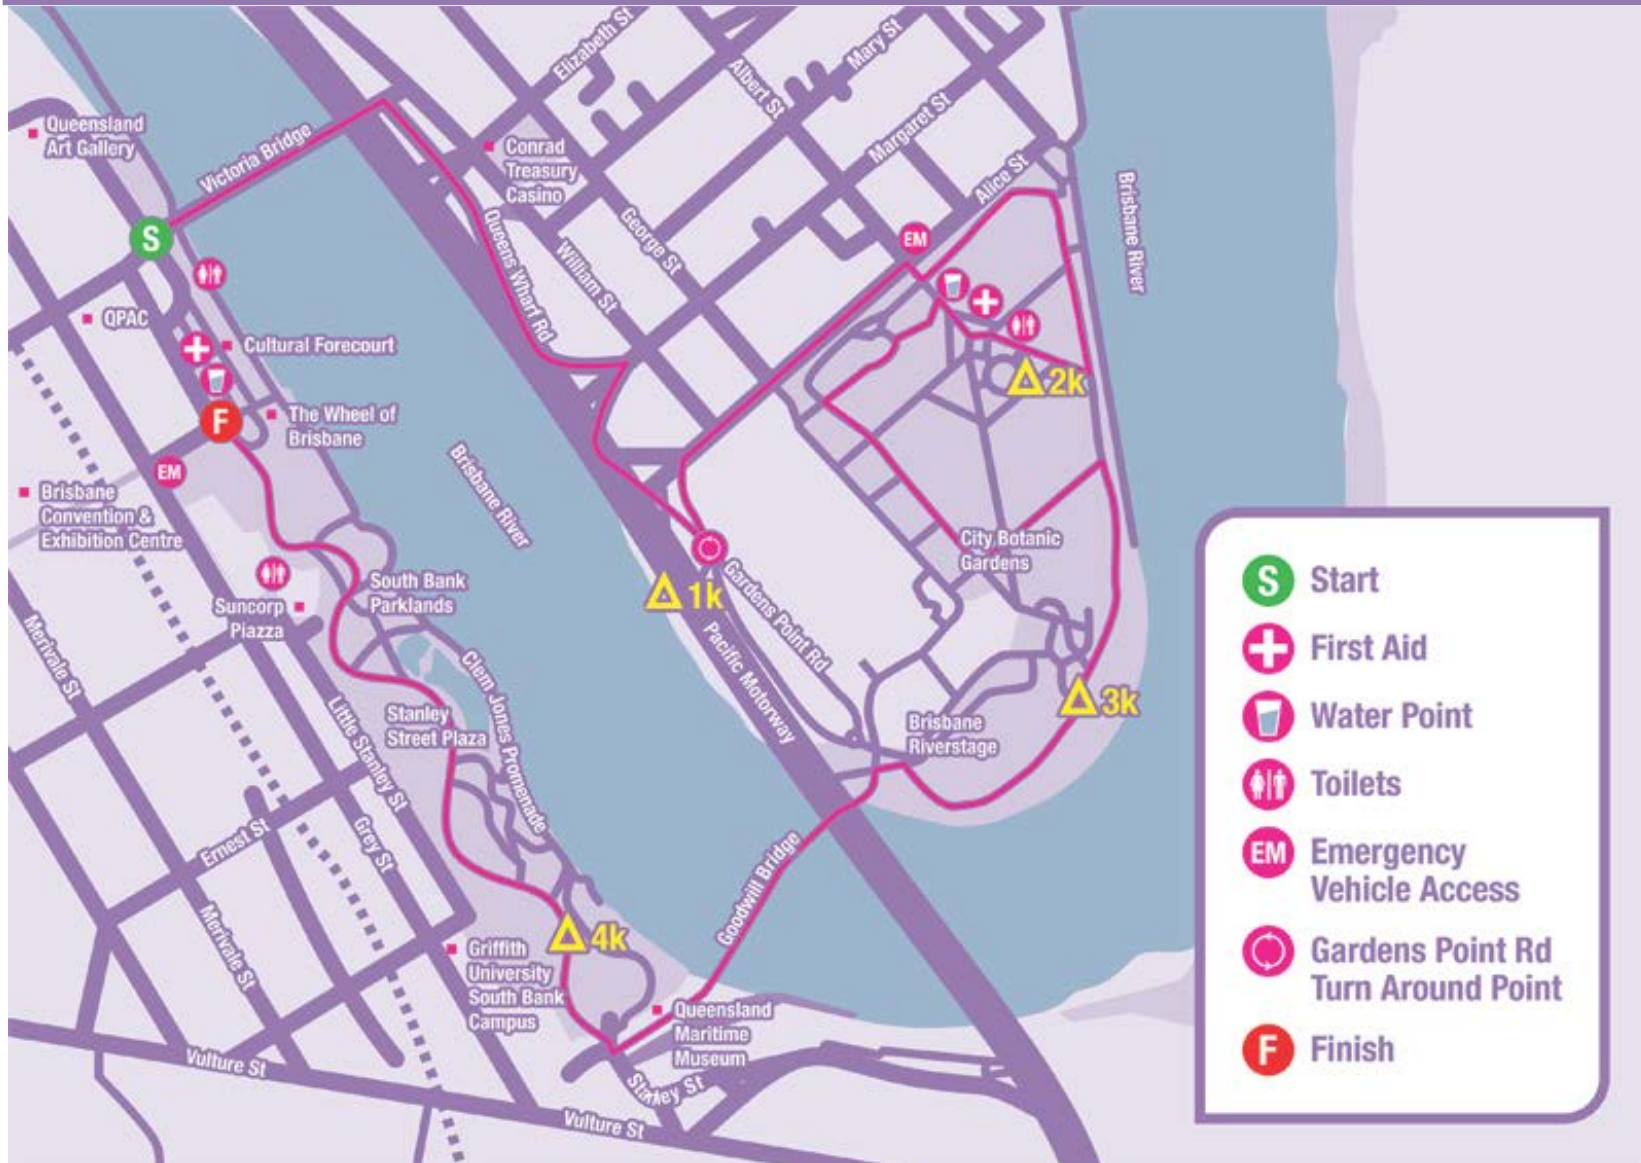 Elizabeth St
Albert St
Mary St
Margaret St
Alice St
Queensland
Art Gallery
Victoria Bridge
Conrad
Treasury
Casino
Brisbane River
S
EM
George St
William St
Queens Wharf Rd
QPAC
Cultural Forecourt
F
The Wheel of
Brisbane
2k
EM
Brisbane
Convention &
Exhibition Centre
Brisbane River
City Botanic
Gardens
South Bank
Parklands
1k
Gardens Point Rd
Suncorp
Piazza
Merivale St
Pacific Motorway
Clem Jones Promenade
3k
Stanley
Street Plaza
Little Stanley St
Brisbane
Riverstage
Ernest St
Grey St
Goodwill Bridge
Merivale St
4k
Griffith
University
South Bank
Campus
Queensland
Maritime
Museum
Vulture St
Stanley St
Vulture St
S Start
First Aid
Water Point
Toilets
EM Emergency
Vehicle Access
Gardens Point Rd
Turn Around Point
F Finish